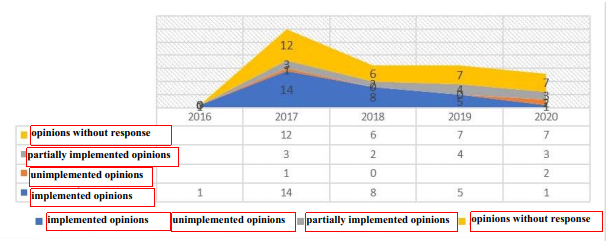 12
3
1
14
6
2
0
8
7
4
0
5
7
3
2
1
2016 2017 2018 2019 2020
opinions without response 12 6 7 7
partially implemented opinions 3 2 4 3
unimplemented opinions 1 0 2
implemented opinions 1 14 8 5 1
implemented opinions unimplemented opinions partially implemented opinions opinions without response